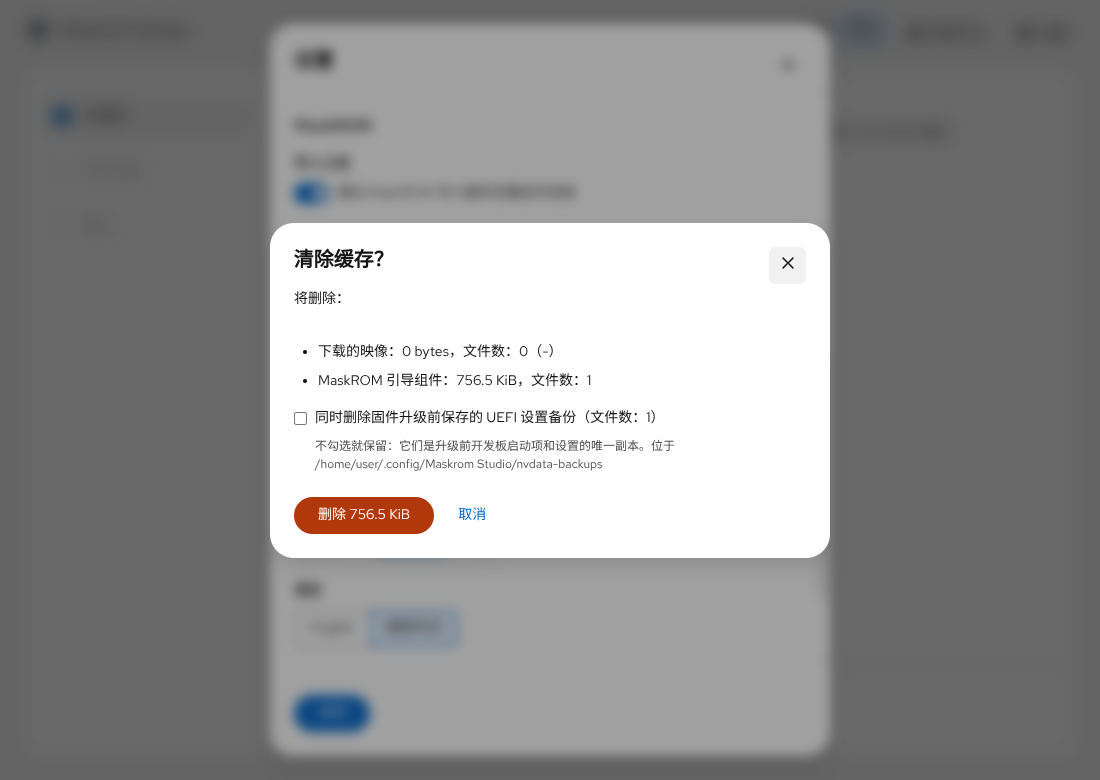 清除缓存？
将删除：
下载的映像：0 bytes，文件数：0（-）
MaskROM 引导组件：756.5 KiB，文件数：1
同时删除固件升级前保存的 UEFI 设置备份（文件数：1）
不勾选就保留：它们是升级前开发板启动项和设置的唯一副本。位于
/home/user/.config/Maskrom Studio/nvdata-backups
删除 756.5 KiB
取消